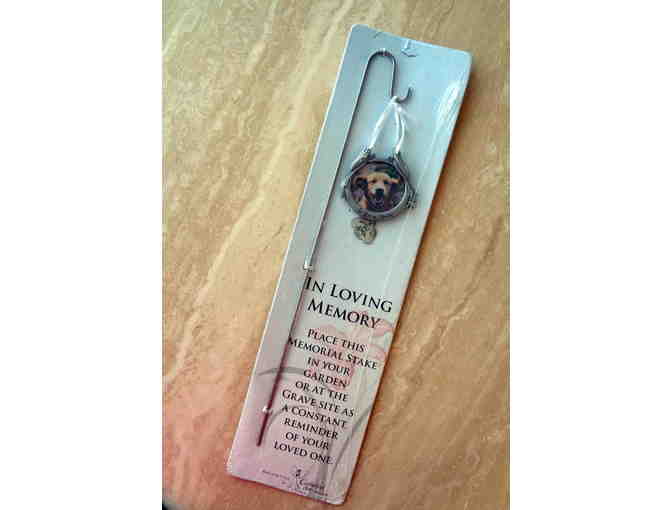 In Loving
Memory
Place this
Memorial Stake
in your
garden
or at the
Grave site as
a constant
reminder
of your
loved one.